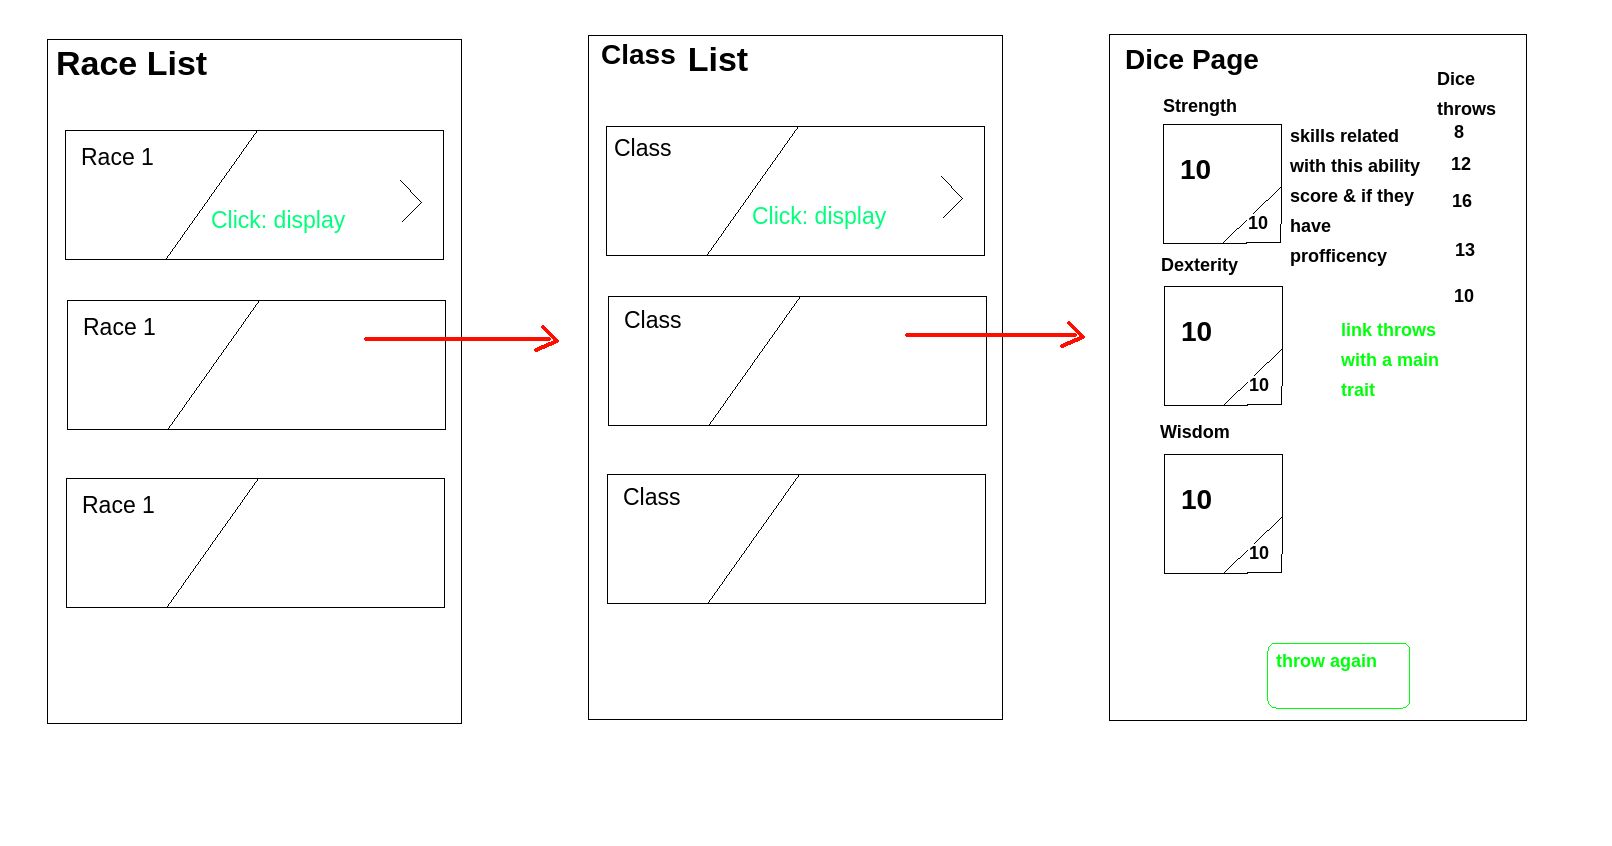 Race List
Race 1
Click: display
Race 1
Race 1
Class List
Class
Click: display
Class
Class
Dice Page
Dice
throws
8
12
16
13
10
Strength
10
10
skills related
with this ability
score & if they
have
profficency
Dexterity
10
10
link throws
with a main
trait
Wisdom
10
10
throw again